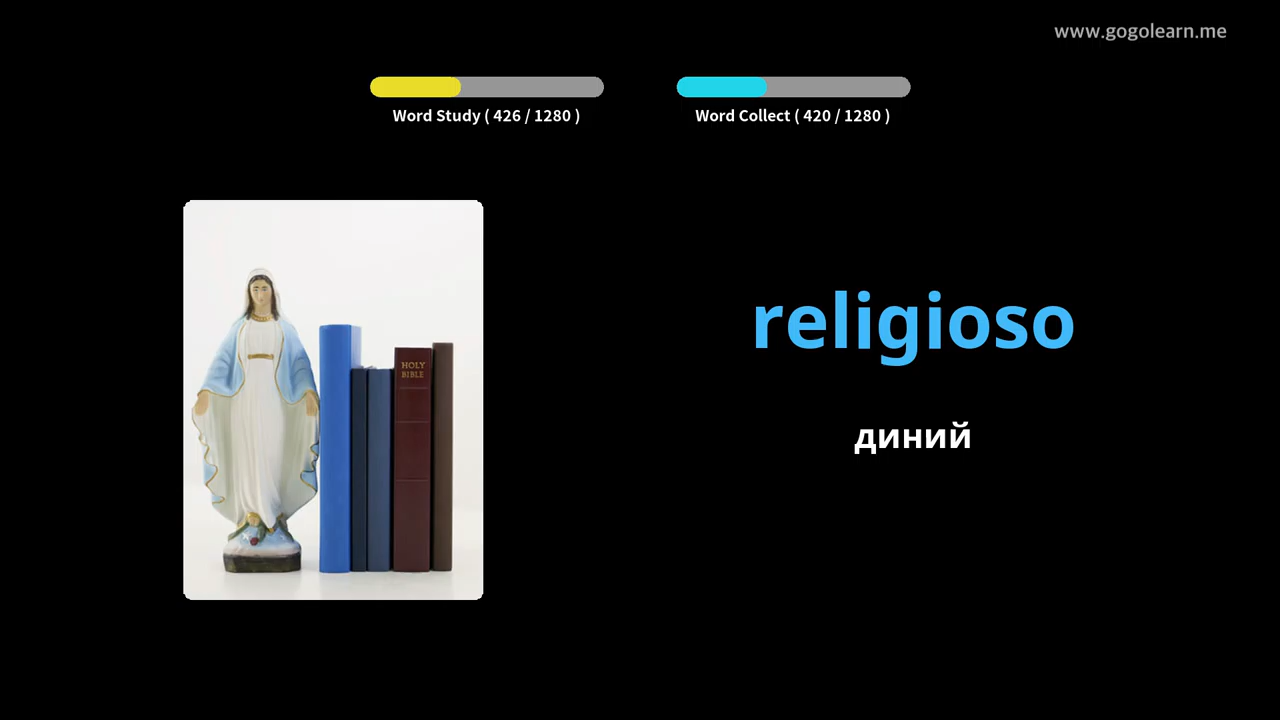 www.gogolearn.me
Word Study ( 426 / 1280 )
Word Collect ( 420 / 1280 )
HOLY
BIBLE
religioso
диний